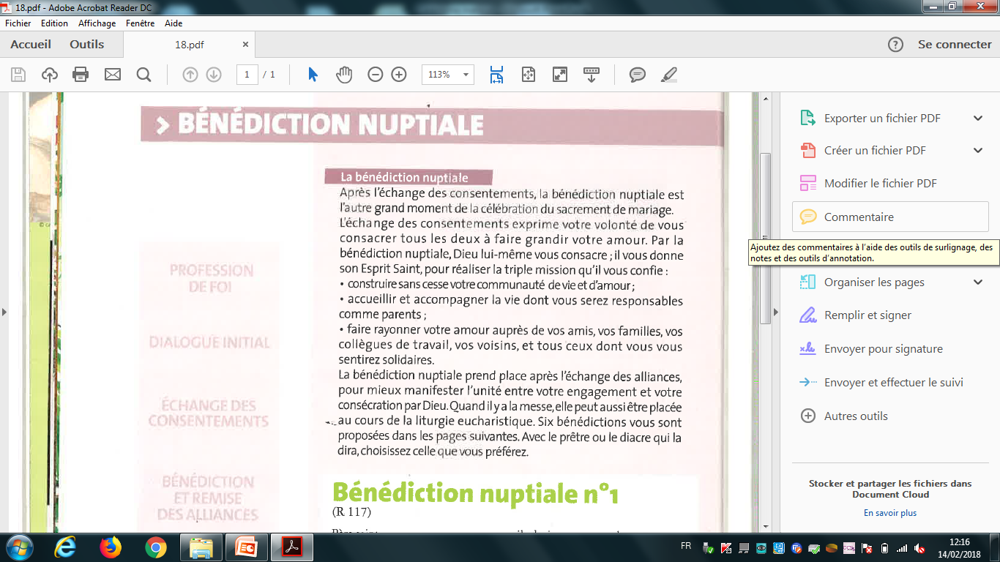 18.pdf - Adobe Acrobat Reader DC
Fichier Edition Affichage Fenêtre Aide
Accueil Outils 18.pdf × ? Se connecter
1 / 1 113%
> BÉNÉDICTION NUPTIALE
La bénédiction nuptiale
Après l'échange des consentements, la bénédiction nuptiale est
l'autre grand moment de la célébration du sacrement de mariage.
L'échange des consentements exprime votre volonté de vous
consacrer tous les deux à faire grandir votre amour. Par la
bénédiction nuptiale, Dieu lui-même vous consacre ; il vous donne
son Esprit Saint, pour réaliser la triple mission qu'il vous confie :
• construire sans cesse votre communauté de vie et d'amour ;
• accueillir et accompagner la vie dont vous serez responsables
comme parents ;
• faire rayonner votre amour auprès de vos amis, vos familles, vos
collègues de travail, vos voisins, et tous ceux dont vous vous
sentirez solidaires.
La bénédiction nuptiale prend place après l'échange des alliances,
pour mieux manifester l'unité entre votre engagement et votre
consécration par Dieu. Quand il y a la messe, elle peut aussi être placée
au cours de la liturgie eucharistique. Six bénédictions vous sont
proposées dans les pages suivantes. Avec le prêtre ou le diacre qui la
dira, choisissez celle que vous préférez.
Bénédiction nuptiale n°1
(R 117)
PROFESSION
DE FOI
DIALOGUE INITIAL
ÉCHANGE DES
CONSENTEMENTS
BÉNÉDICTION
ET REMISE
DES ALLIANCES
Exporter un fichier PDF
Créer un fichier PDF
Modifier le fichier PDF
Commentaire
Ajoutez des commentaires à l'aide des outils de surlignage, des
notes et des outils d'annotation.
Organiser les pages
Remplir et signer
Envoyer pour signature
Envoyer et effectuer le suivi
Autres outils
Stocker et partager les fichiers dans
Document Cloud
En savoir plus
FR
12:16
14/02/2018